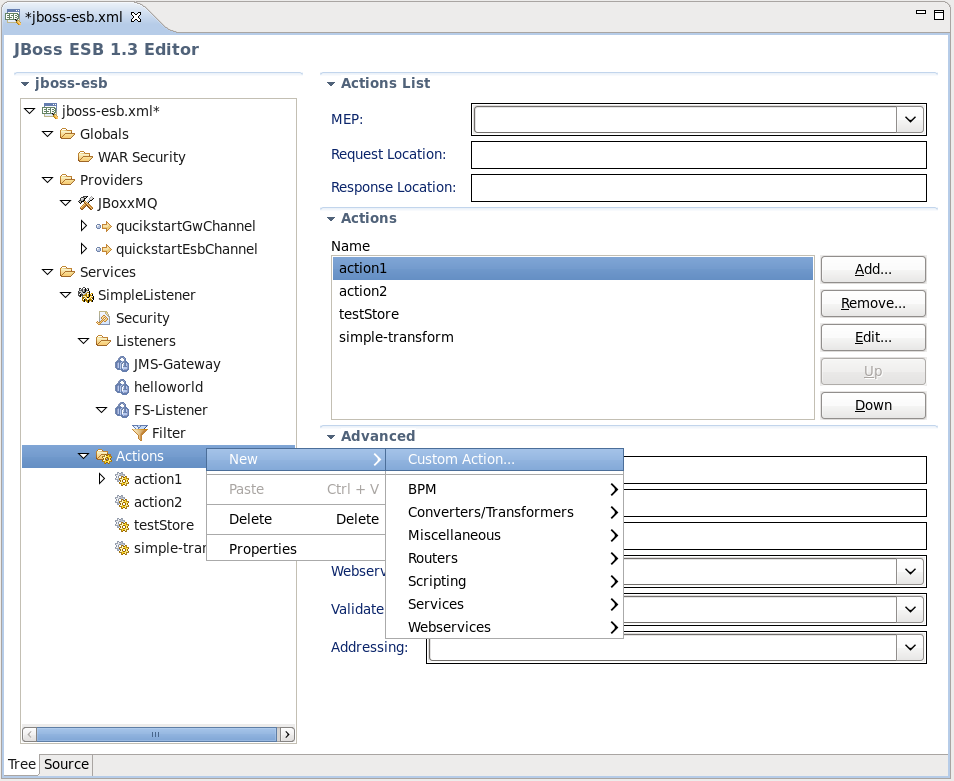 *jboss-esb.xml
JBoss ESB 1.3 Editor
jboss-esb
jboss-esb.xml*
Globals
WAR Security
Providers
JBoxxMQ
qucikstartGwChannel
quickstartEsbChannel
Services
SimpleListener
Security
Listeners
JMS-Gateway
helloworld
FS-Listener
Filter
Actions
action1
action2
testStore
simple-tran
Actions List
MEP:
Request Location:
Response Location:
Actions
Name
action1
action2
testStore
simple-transform
Add...
Remove...
Edit...
Up
Down
Advanced
Webserv
Validate
Addressing:
New
Paste Ctrl + V
Delete Delete
Properties
Custom Action...
BPM
Converters/Transformers
Miscellaneous
Routers
Scripting
Services
Webservices
Tree Source